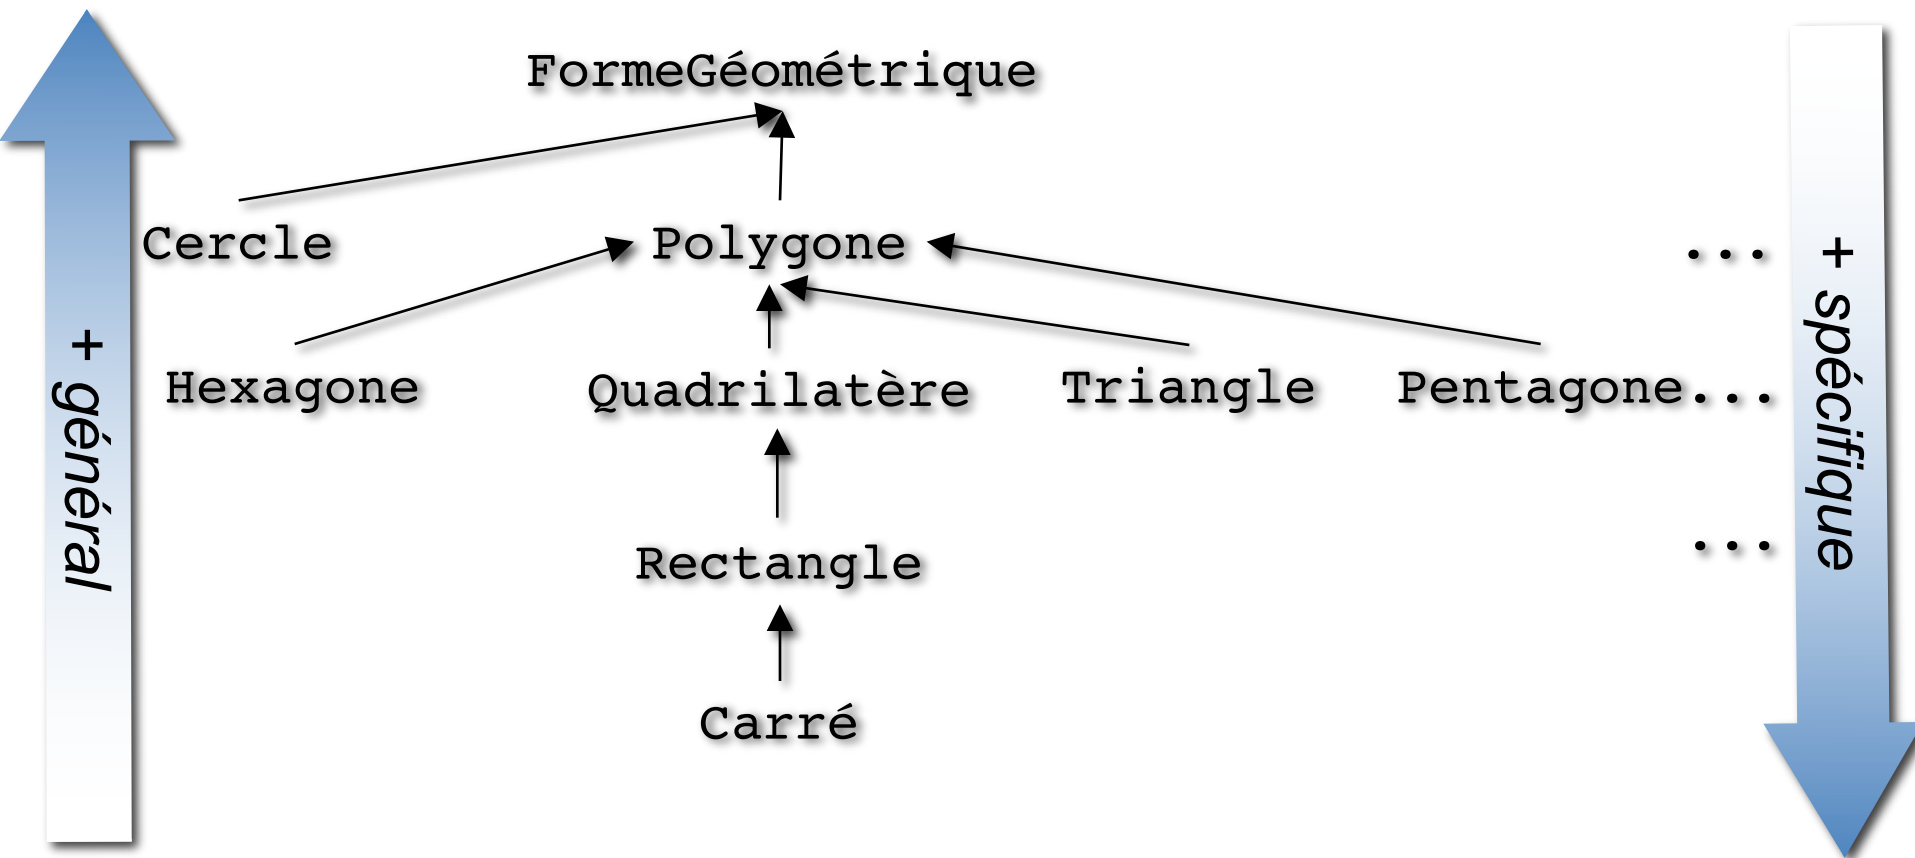 FormeGéométrique
Cercle
Polygone
...
Hexagone
Quadrilatère
Triangle
Pentagone...
Rectangle
...
Carré
+ général
+ spécifique